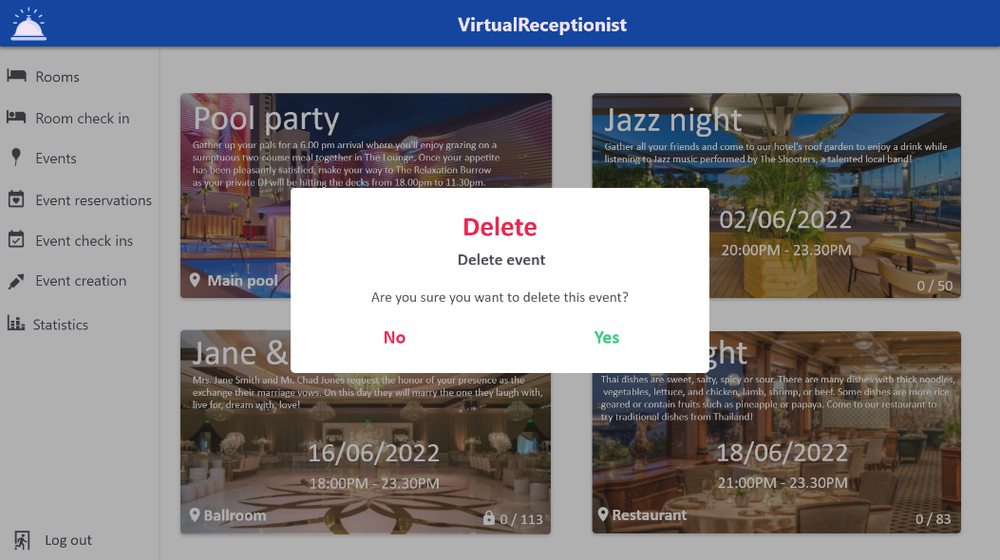 VirtualReceptionist
Rooms
Room check in
Events
Event reservations
Event check ins
Event creation
Statistics
Log out
Pool party
Gather up your pals for a 6.00 pm arrival where you'll enjoy grazing on a
sumptuous two-course meal together in The Lounge. Once your appetite
has been pleasantly satisfied, make your way to The Relaxation Burrow
as your private DJ will be hitting the decks from 18.00pm to 11.30pm.
Main pool
Jazz night
Gather all your friends and come to our hotel's roof garden to enjoy a drink while
listening to Jazz music performed by The Shooters, a talented local band!
02/06/2022
20:00PM - 23.30PM
0 / 50
Delete
Delete event
Are you sure you want to delete this event?
No
Yes
Jane &
Mrs. Jane Smith and Mr. Chad Jones request the honor of your presence as the
exchange their marriage vows. On this day they will marry the one they laugh with,
live for, dream with, love!
16/06/2022
18:00PM - 23.30PM
Ballroom
0 / 113
Thai dishes are sweet, salty, spicy or sour. There are many dishes with thick noodles,
vegetables, lettuce, and chicken, lamb, shrimp, or beef. Some dishes are more rice
geared or contain fruits such as pineapple or papaya. Come to our restaurant to
try traditional dishes from Thailand!
18/06/2022
21:00PM - 23.30PM
Restaurant
0 / 83